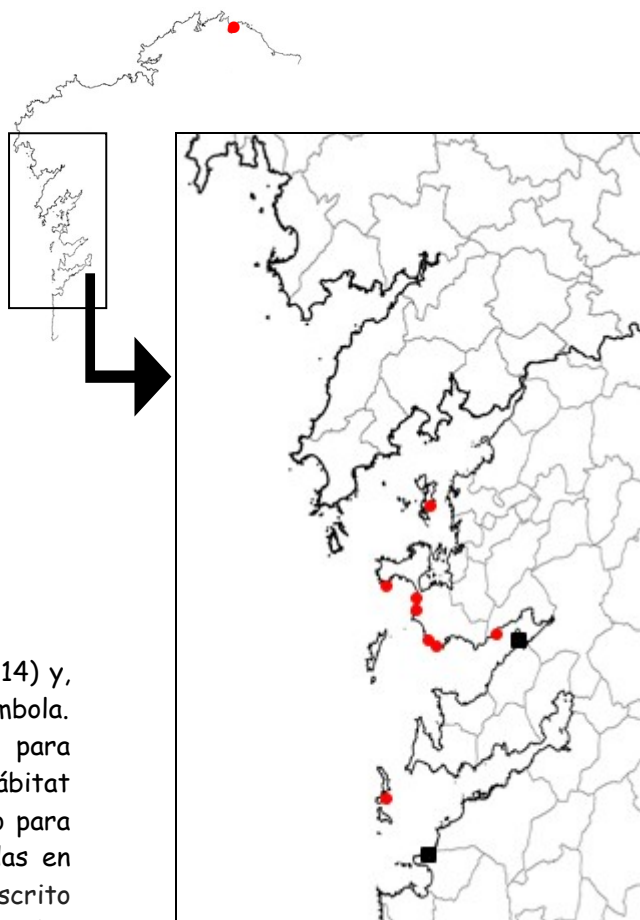 14) y,
mbola.
para
ábitat
o para
las en
scrito